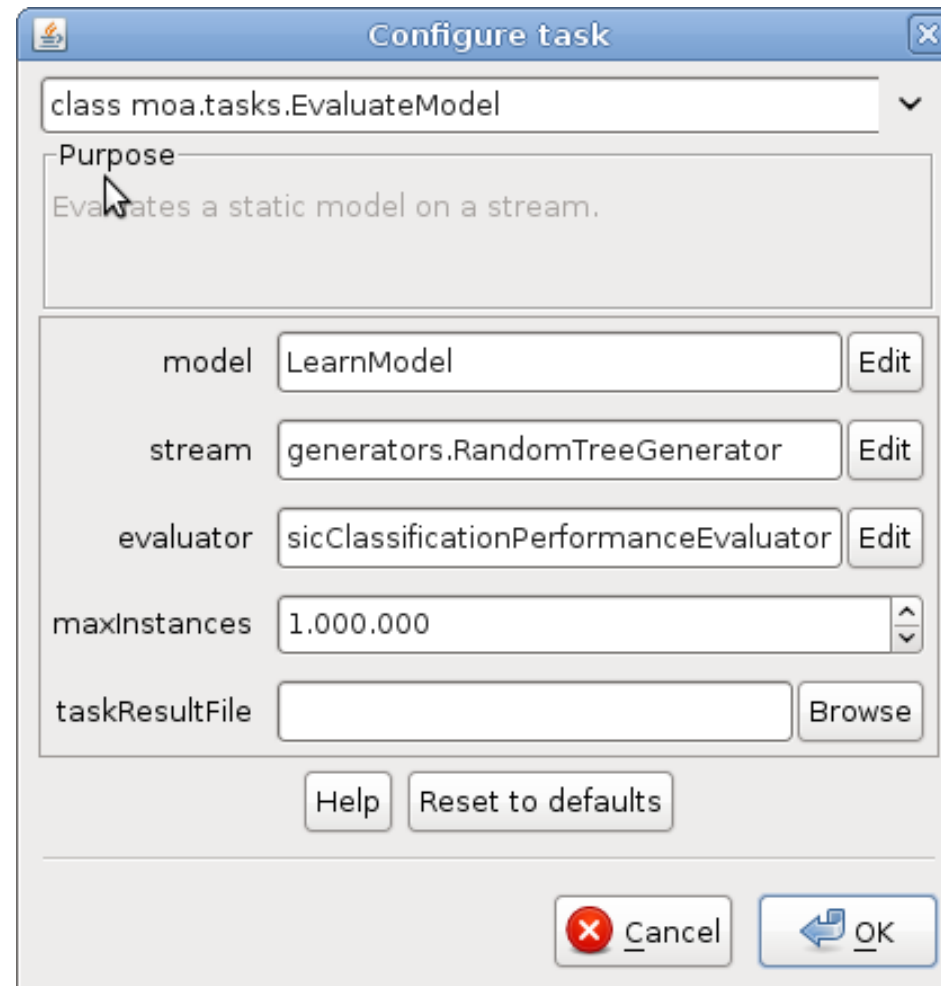 Configure task
class moa.tasks.EvaluateModel
Purpose
Evaluates a static model on a stream.
model LearnModel Edit
stream generators.RandomTreeGenerator Edit
evaluator sicClassificationPerformanceEvaluator Edit
maxInstances 1.000.000
taskResultFile Browse
Help Reset to defaults
Cancel OK